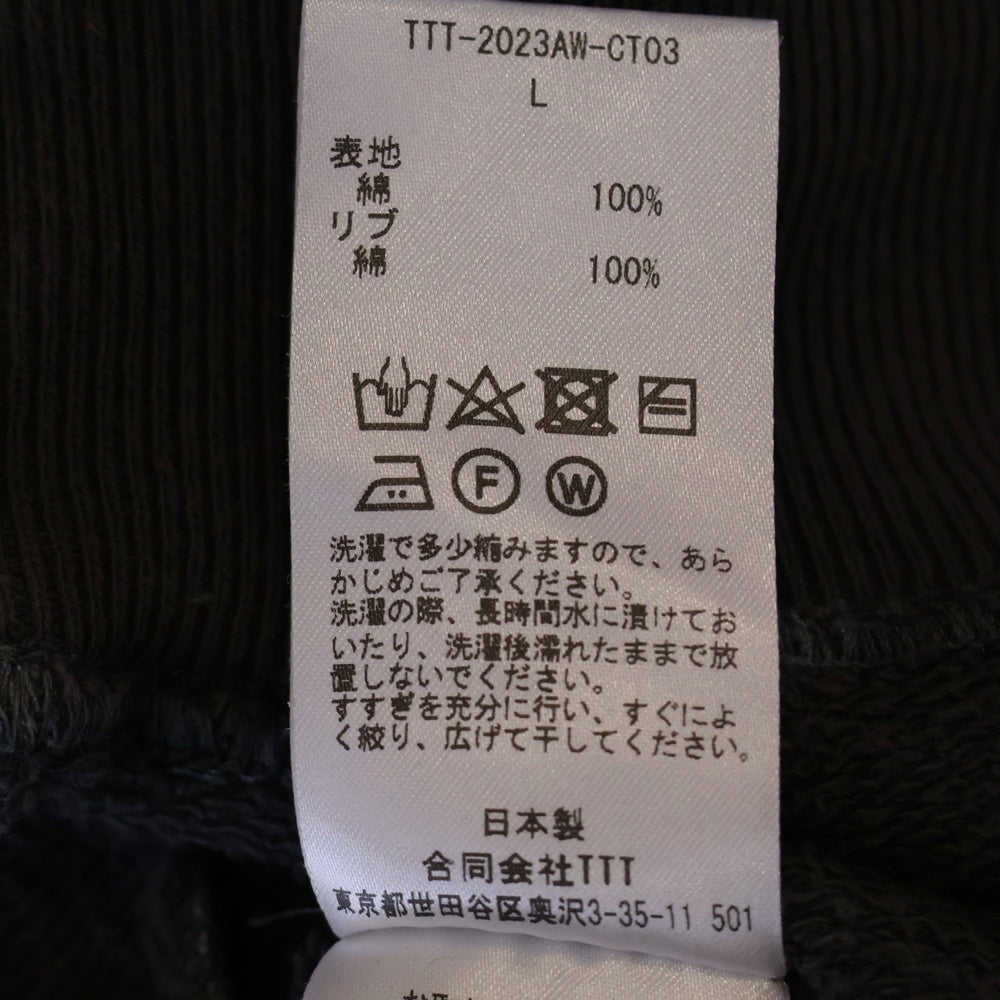 TTT-2023AW-CT03
L
表地
綿 100%
リブ
綿 100%
F W
洗濯で多少縮みますので、あら
かじめご了承ください。
洗濯の際、長時間水に漬けてお
いたり、洗濯後濡れたままで放
置しないでください。
すすぎを充分に行い、すぐによ
く絞り、広げて干してください。
日本製
合同会社TTT
東京都世田谷区奥沢3-35-11 501